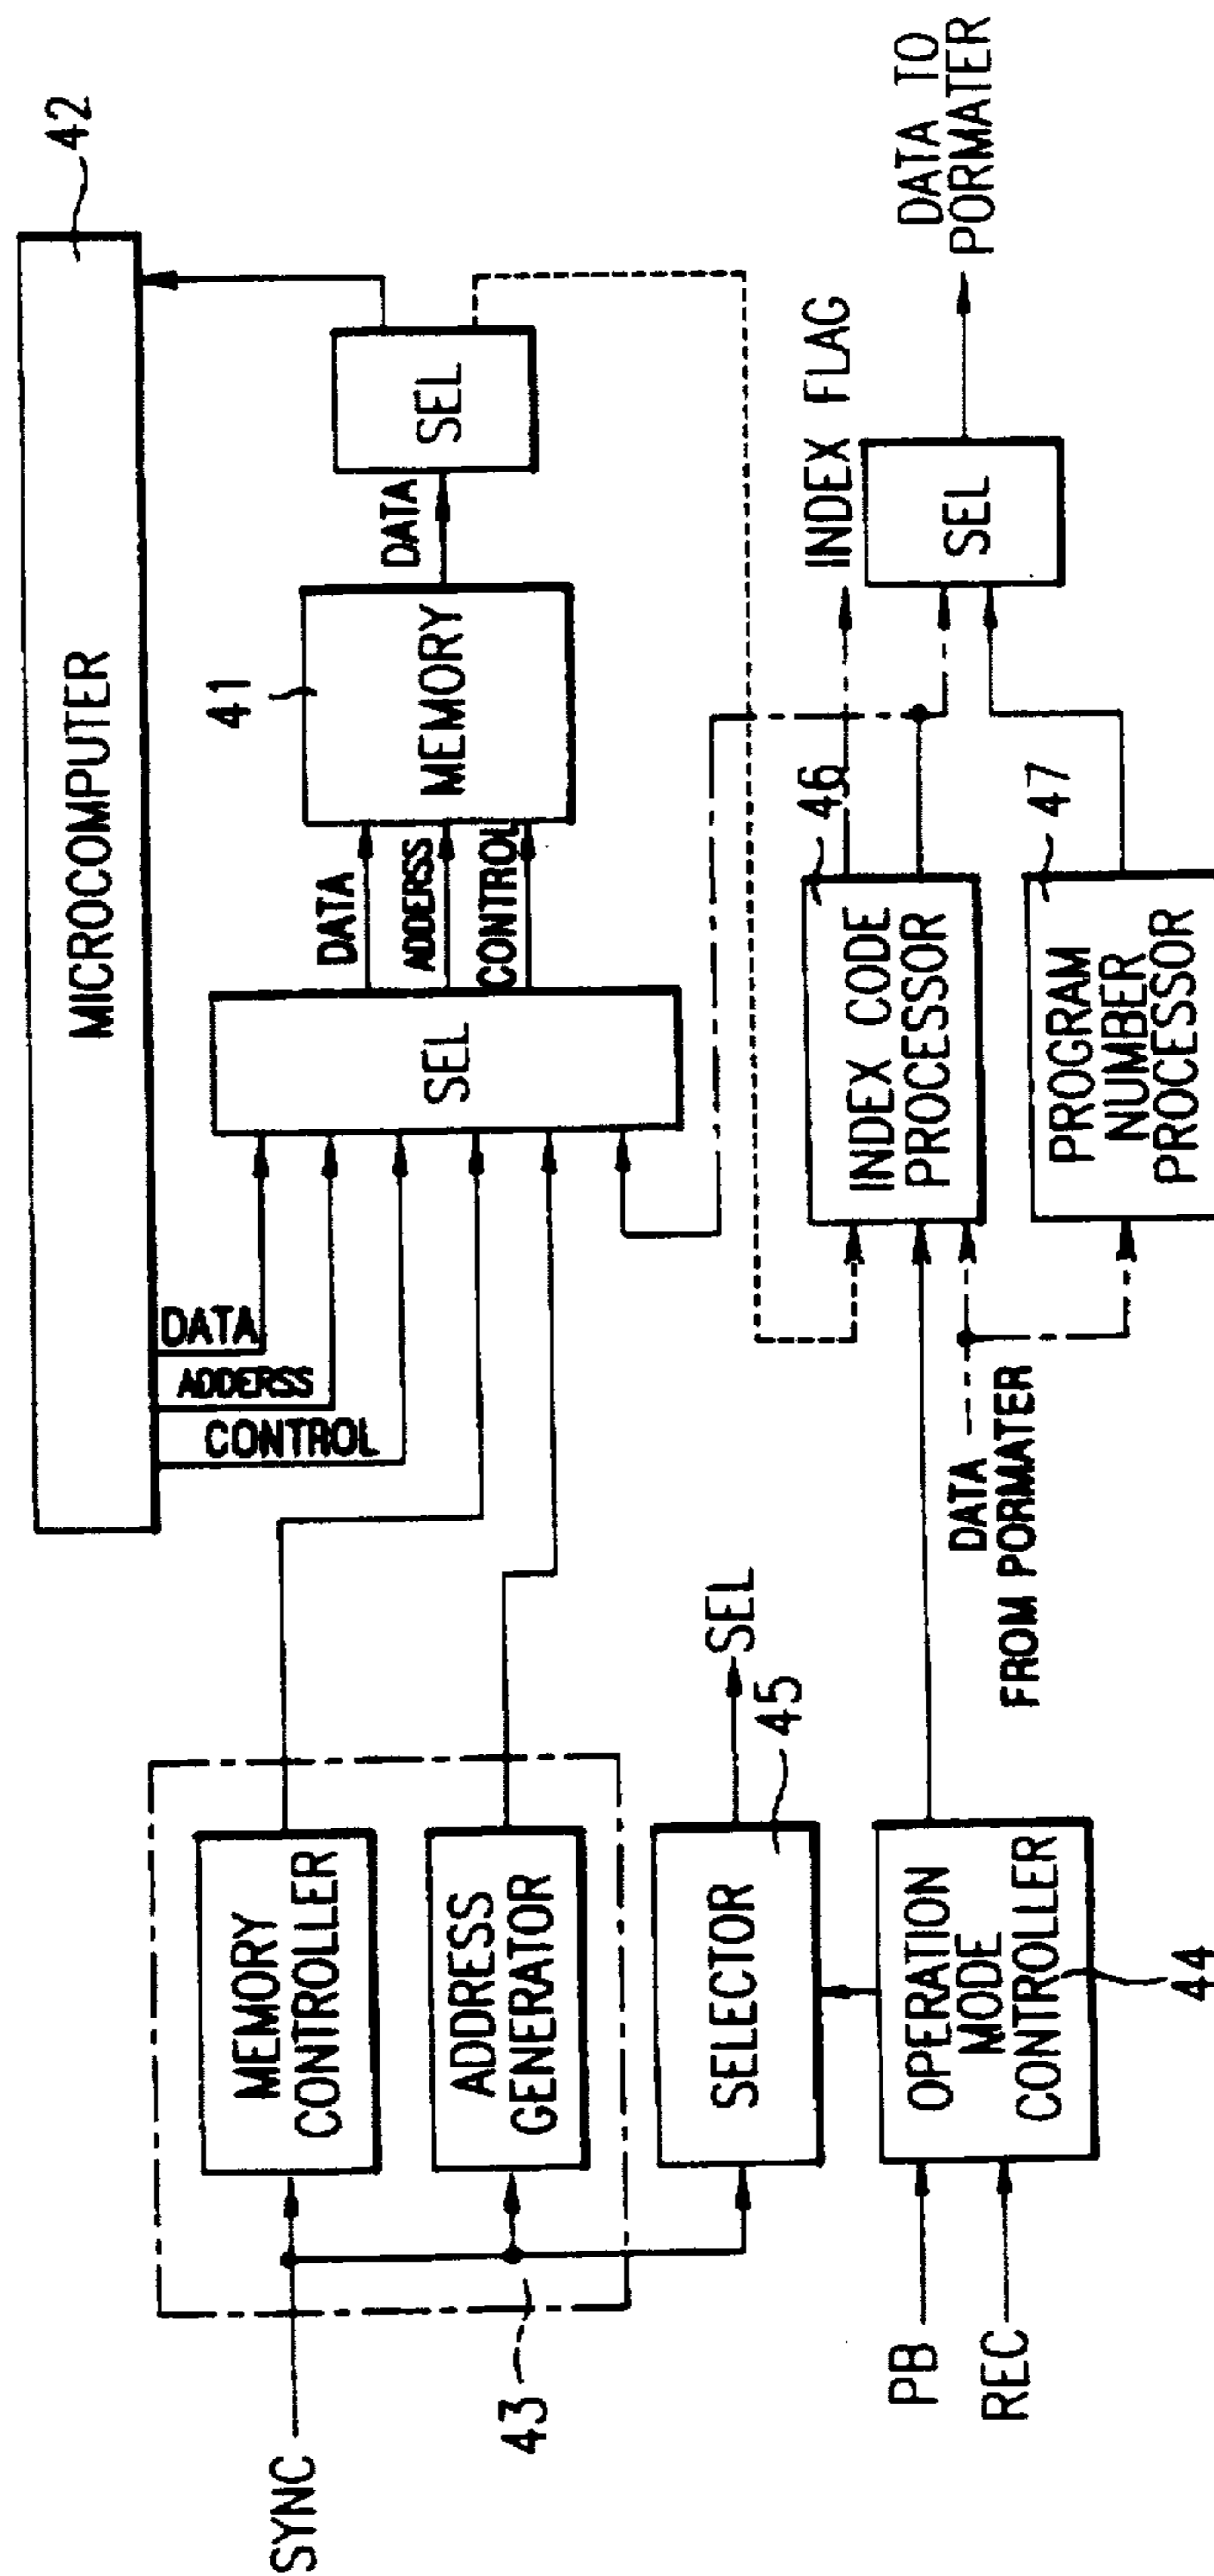 42
MICROCOMPUTER
DATA
ADDERSS
CONTROL
SEL
DATA
ADDERSS
CONTROL
41
MEMORY
DATA
SEL
SYNC
43
MEMORY
CONTROLLER
ADDRESS
GENERATOR
SELECTOR
45
SEL
PB
REC
OPERATION
MODE
CONTROLLER
44
DATA
FROM PORMATER
46
INDEX CODE
PROCESSOR
47
PROGRAM
NUMBER
PROCESSOR
INDEX FLAG
SEL
DATA TO
PORMATER